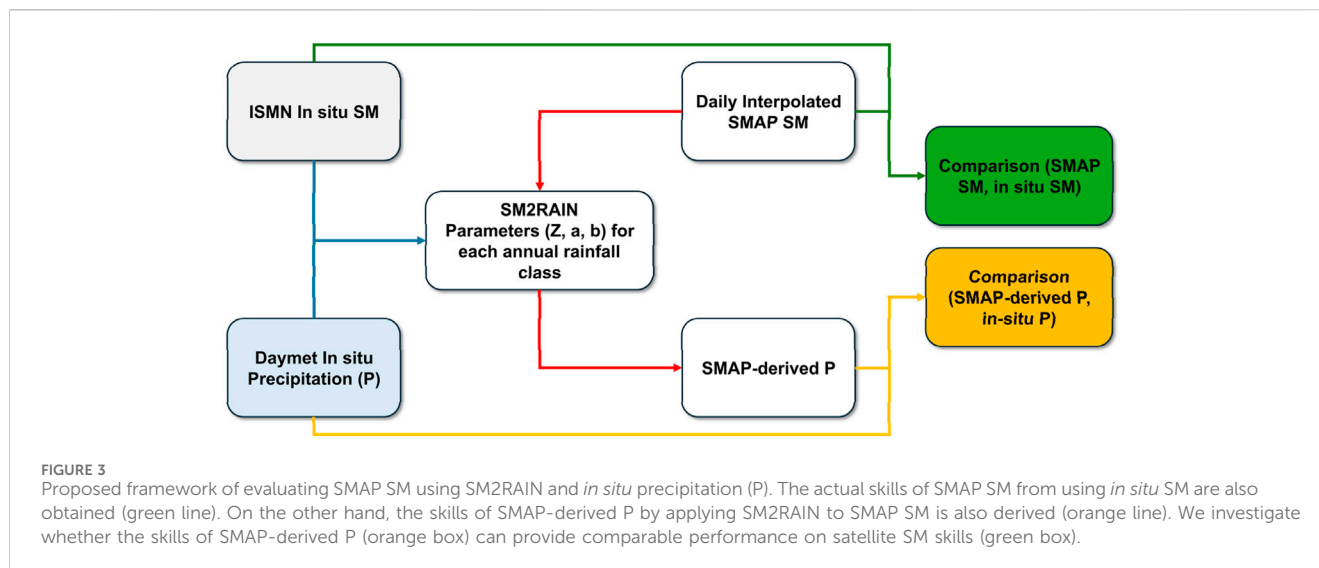 ISMN In situ SM
Daily Interpolated
SMAP SM
Comparison (SMAP
SM, in situ SM)
SM2RAIN
Parameters (Z, a, b) for
each annual rainfall
class
Comparison
(SMAP-derived P,
in-situ P)
Daymet In situ
Precipitation (P)
SMAP-derived P
FIGURE 3
Proposed framework of evaluating SMAP SM using SM2RAIN and in situ precipitation (P). The actual skills of SMAP SM from using in situ SM are also
obtained (green line). On the other hand, the skills of SMAP-derived P by applying SM2RAIN to SMAP SM is also derived (orange line). We investigate
whether the skills of SMAP-derived P (orange box) can provide comparable performance on satellite SM skills (green box).